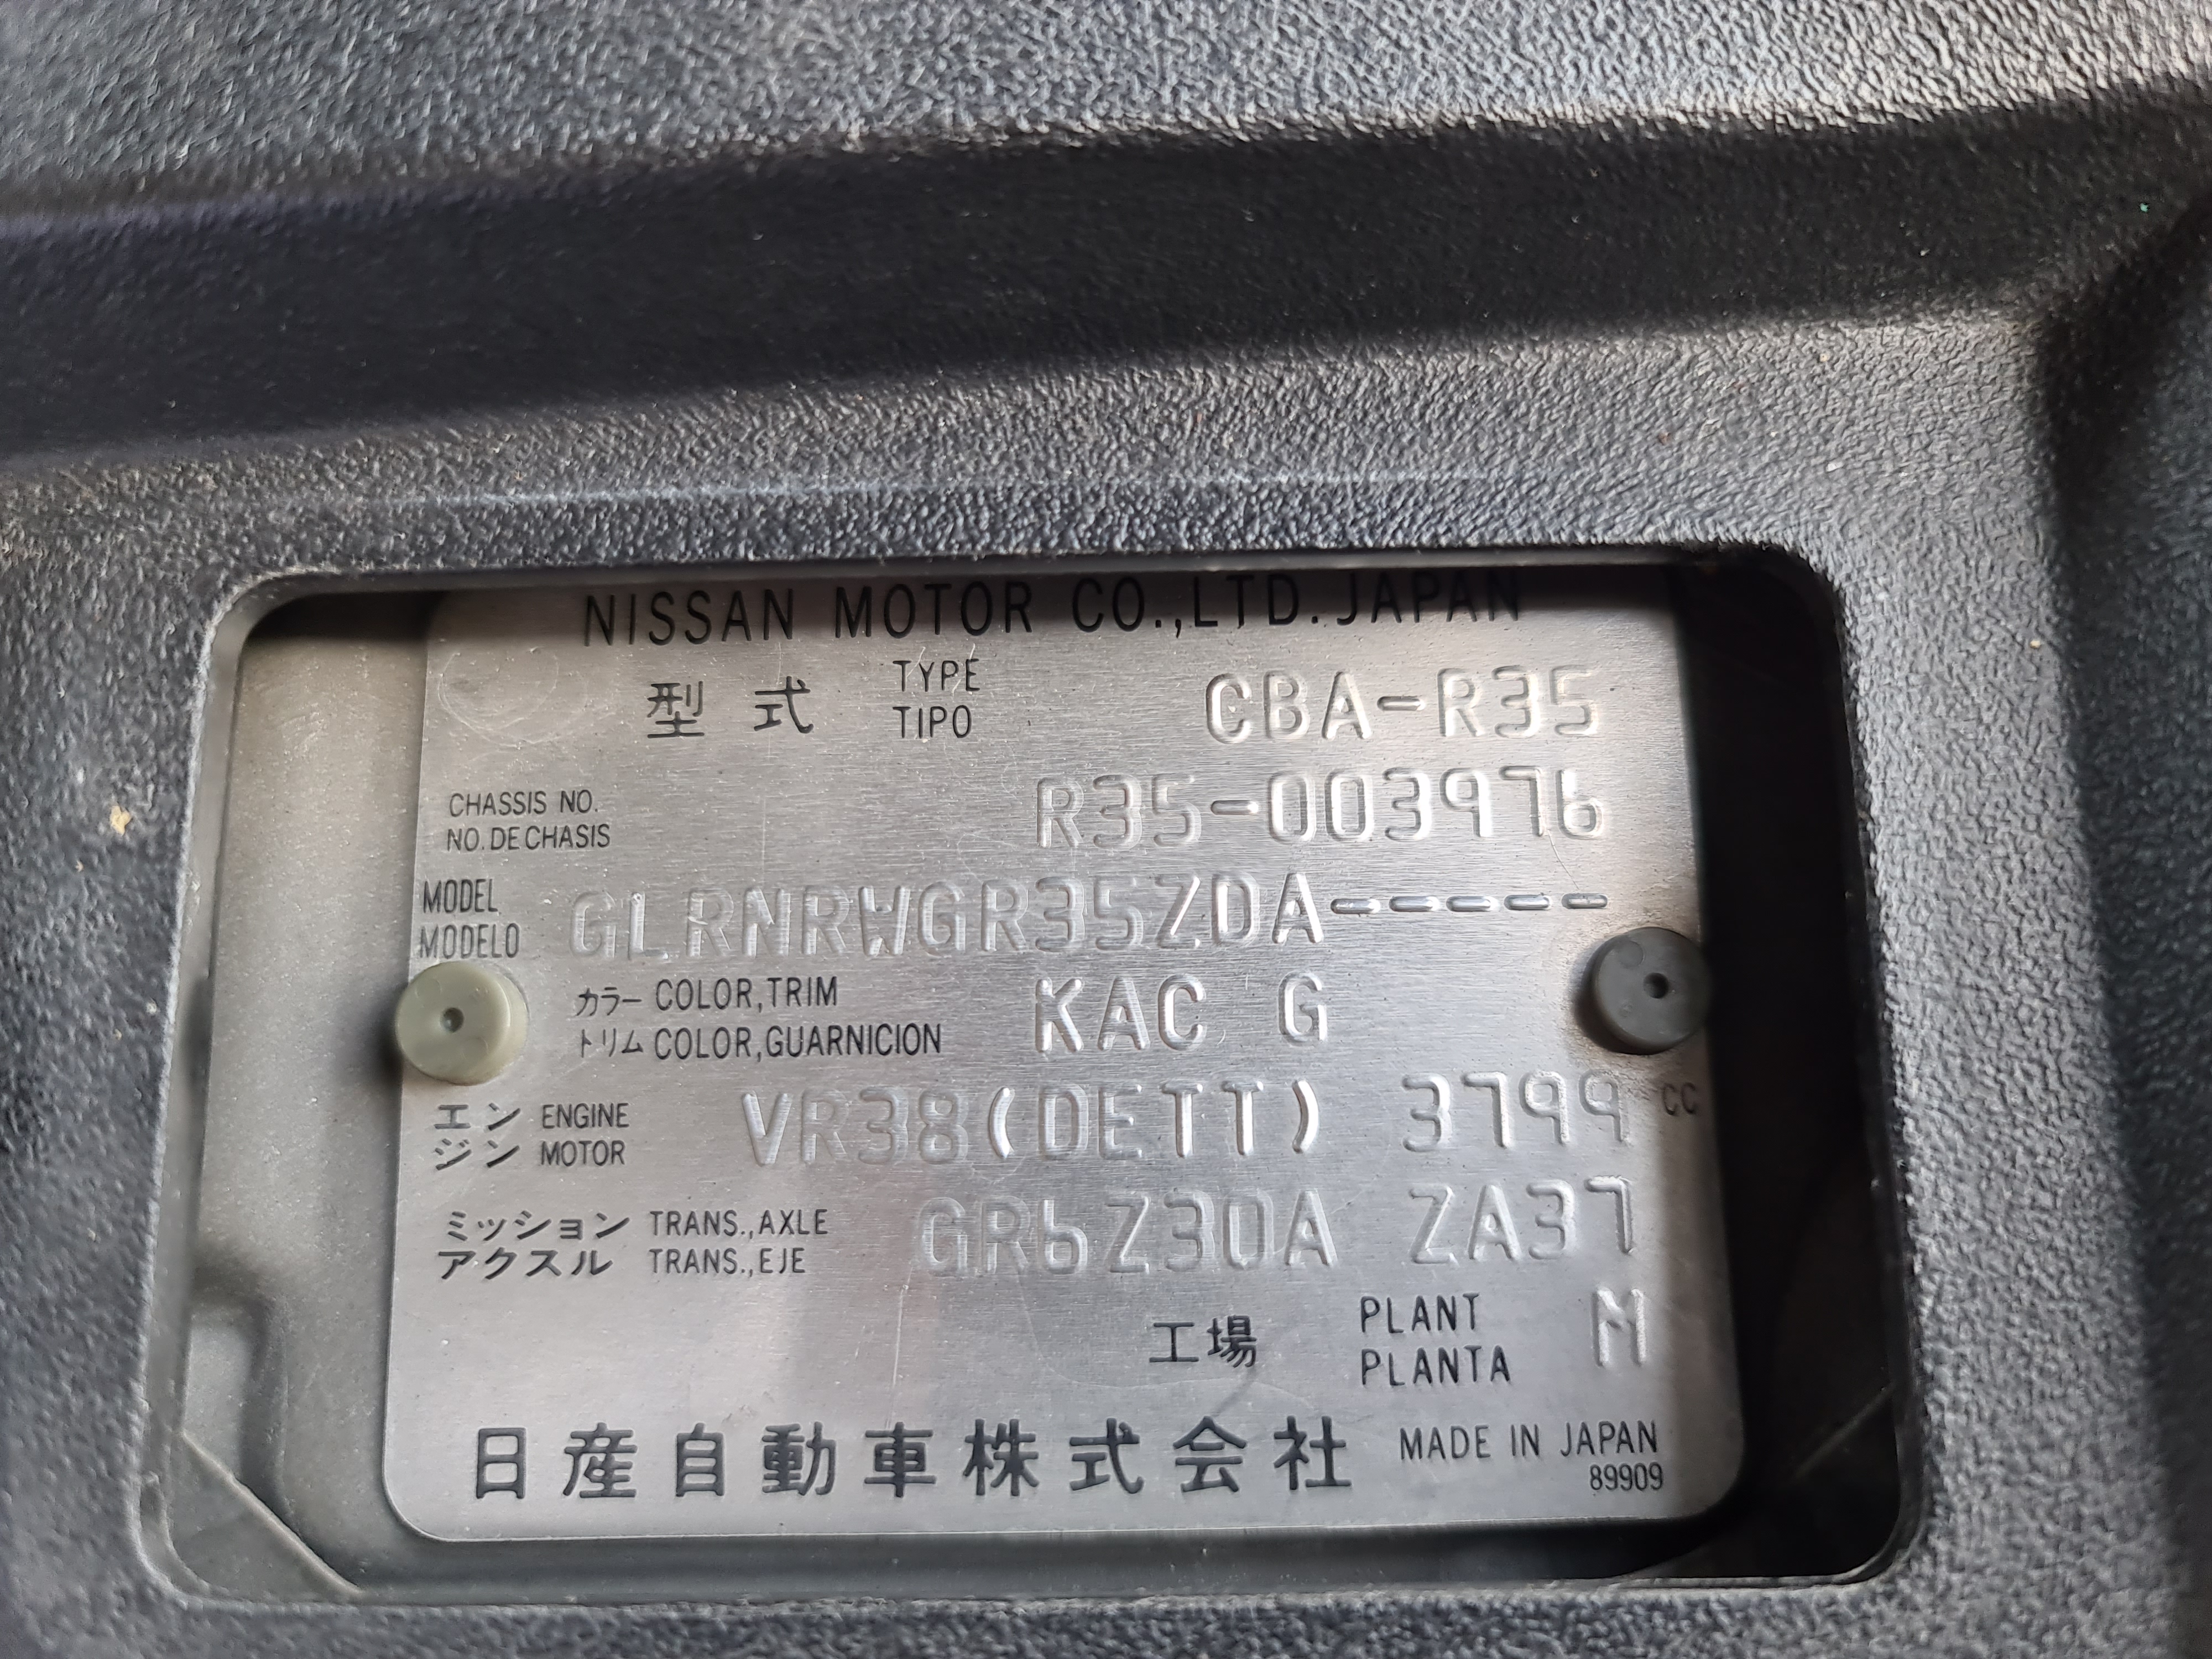 NISSAN MOTOR CO.,LTD.JAPAN
型式 TYPE TIPO CBA-R35
CHASSIS NO. NO.DE CHASIS R35-003976
MODEL MODELO GLRNRWGR35ZDA-----
カラー COLOR,TRIM KAC G
トリム COLOR,GUARNICION
エン ENGINE VR38(DETT) 3799 CC
ジン MOTOR
ミッション TRANS.,AXLE GR6Z30A ZA37
アクスル TRANS.,EJE
工場 PLANT PLANTA M
日産自動車株式会社 MADE IN JAPAN
89909